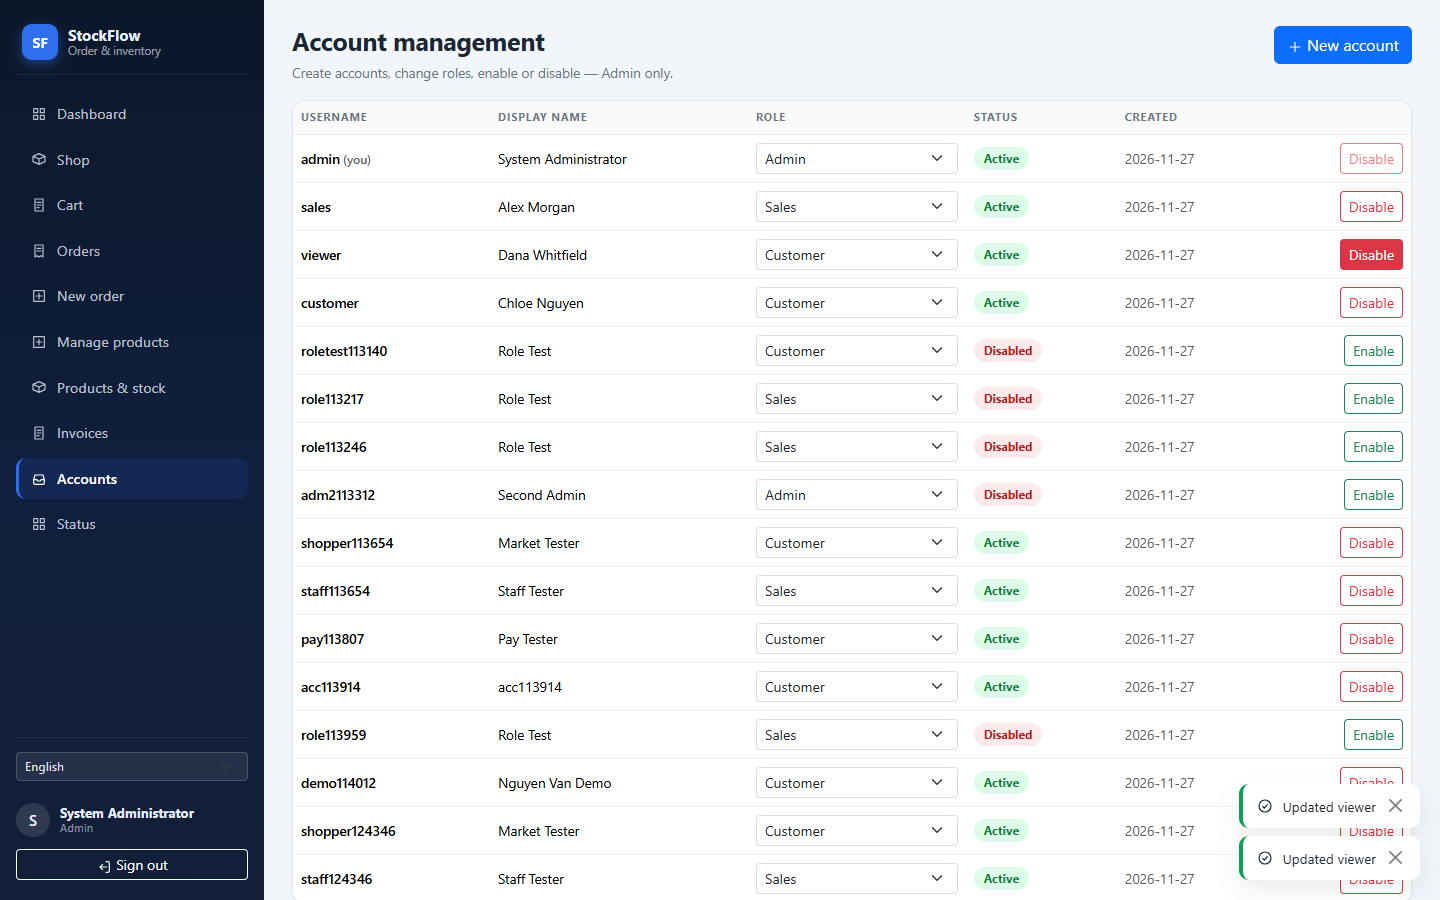 SF
StockFlow
Order & inventory
Dashboard
Shop
Cart
Orders
New order
Manage products
Products & stock
Invoices
Accounts
Status
English
S
System Administrator
Admin
Sign out
Account management
Create accounts, change roles, enable or disable — Admin only.
+ New account
USERNAME DISPLAY NAME ROLE STATUS CREATED
admin (you) System Administrator Admin Active 2026-11-27 Disable
sales Alex Morgan Sales Active 2026-11-27 Disable
viewer Dana Whitfield Customer Active 2026-11-27 Disable
customer Chloe Nguyen Customer Active 2026-11-27 Disable
roletest113140 Role Test Customer Disabled 2026-11-27 Enable
role113217 Role Test Sales Disabled 2026-11-27 Enable
role113246 Role Test Sales Disabled 2026-11-27 Enable
adm2113312 Second Admin Admin Disabled 2026-11-27 Enable
shopper113654 Market Tester Customer Active 2026-11-27 Disable
staff113654 Staff Tester Sales Active 2026-11-27 Disable
pay113807 Pay Tester Customer Active 2026-11-27 Disable
acc113914 acc113914 Customer Active 2026-11-27 Disable
role113959 Role Test Sales Disabled 2026-11-27 Enable
demo114012 Nguyen Van Demo Customer Active 2026-11-27 Disable
shopper124346 Market Tester Customer Active 2026-11-27 Disable
staff124346 Staff Tester Sales Active 2026-11-27 Disable
Updated viewer
Updated viewer